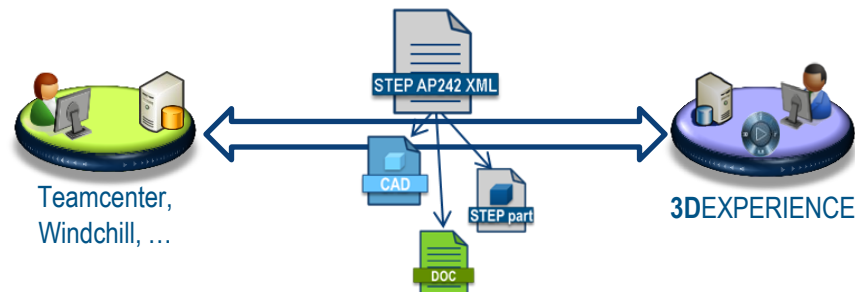 STEP AP242 XML
CAD
STEP part
DOC
Teamcenter,
Windchill, …
3DEXPERIENCE